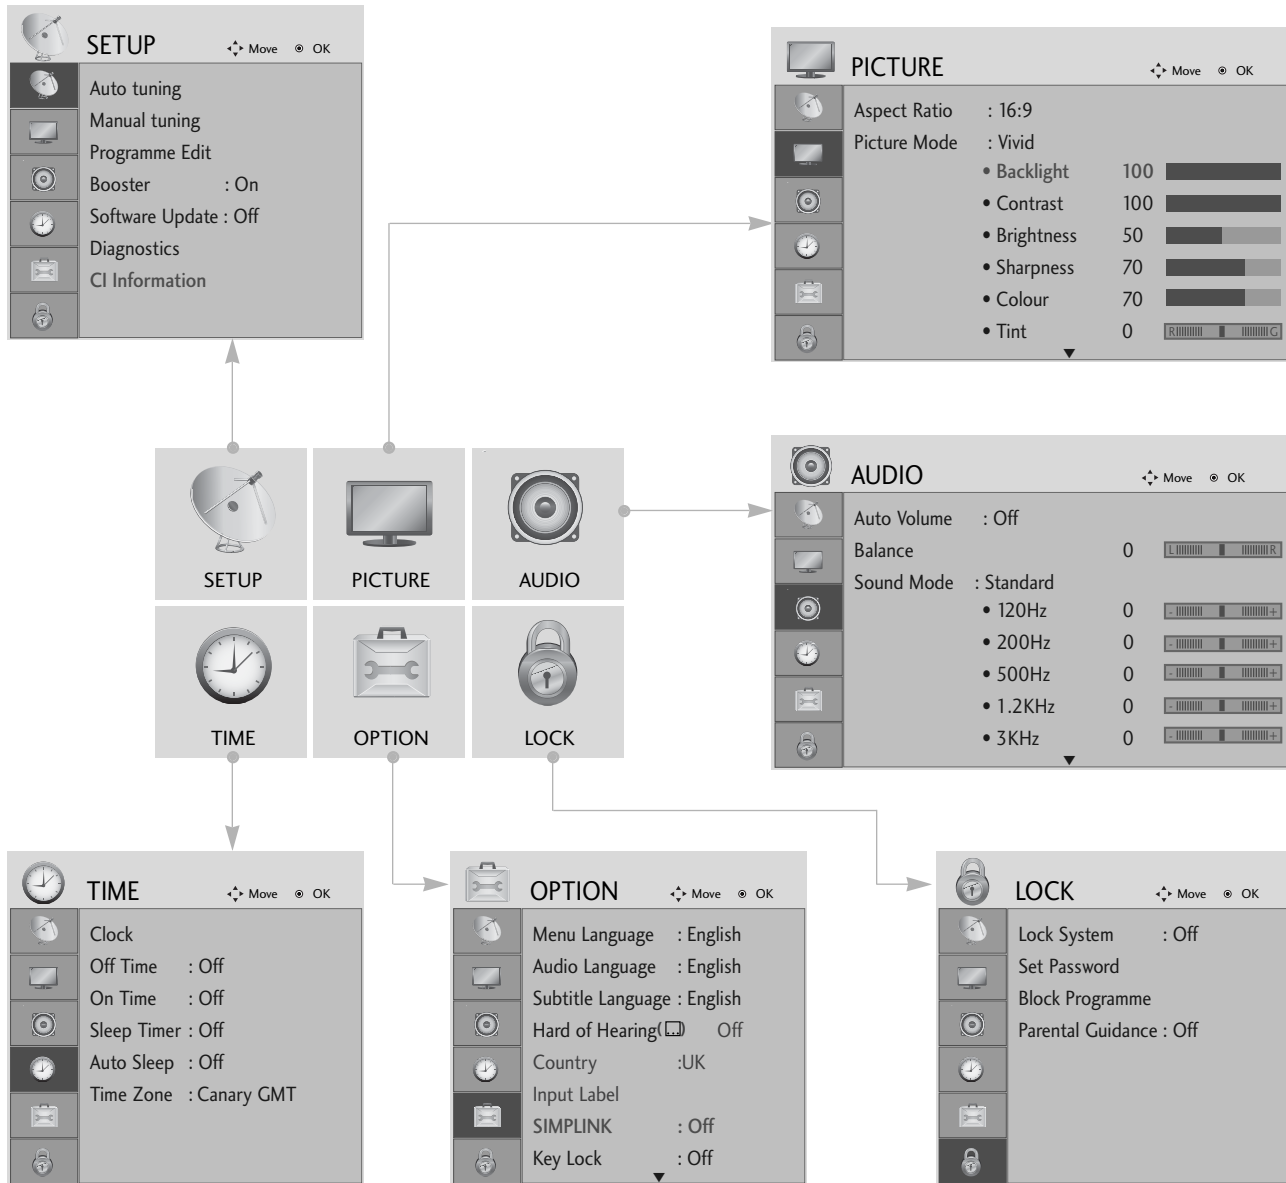 SETUP Move OK
Auto tuning
Manual tuning
Programme Edit
Booster : On
Software Update : Off
Diagnostics
CI Information
PICTURE Move OK
Aspect Ratio : 16:9
Picture Mode : Vivid
• Backlight 100
• Contrast 100
• Brightness 50
• Sharpness 70
• Colour 70
• Tint 0 R G
SETUP PICTURE AUDIO
TIME OPTION LOCK
AUDIO Move OK
Auto Volume : Off
Balance 0 L R
Sound Mode : Standard
• 120Hz 0 - +
• 200Hz 0 - +
• 500Hz 0 - +
• 1.2KHz 0 - +
• 3KHz 0 - +
TIME Move OK
Clock
Off Time : Off
On Time : Off
Sleep Timer : Off
Auto Sleep : Off
Time Zone : Canary GMT
OPTION Move OK
Menu Language : English
Audio Language : English
Subtitle Language : English
Hard of Hearing( ) Off
Country :UK
Input Label
SIMPLINK : Off
Key Lock : Off
LOCK Move OK
Lock System : Off
Set Password
Block Programme
Parental Guidance : Off